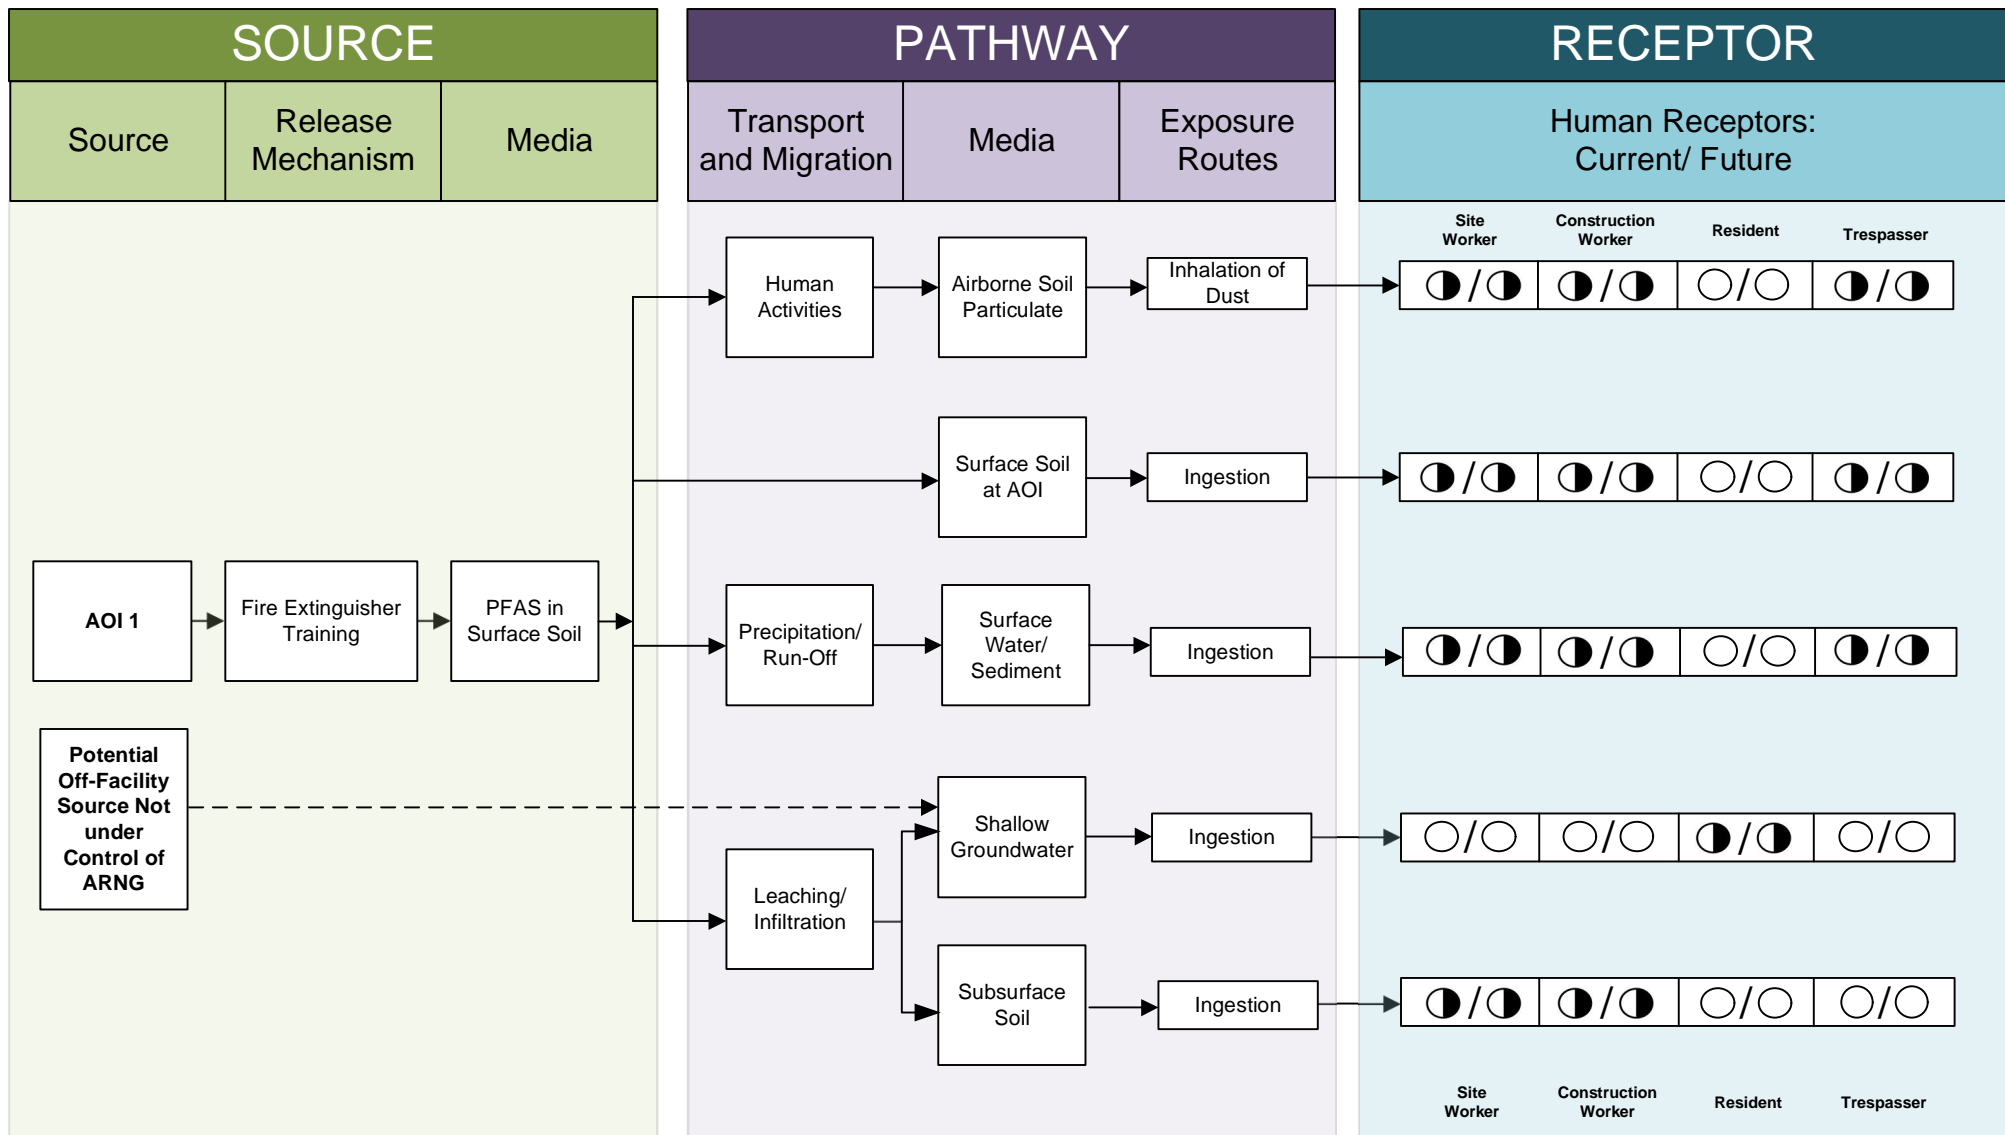 SOURCE
PATHWAY
RECEPTOR
Source
Release
Mechanism
Media
Transport
and Migration
Media
Exposure
Routes
Human Receptors:
Current/ Future
Site
Worker
Construction
Worker
Resident
Trespasser
Human
Activities
Airborne Soil
Particulate
Inhalation of
Dust
/
/
/
/
Surface Soil
at AOI
Ingestion
/
/
/
/
AOI 1
Fire Extinguisher
Training
PFAS in
Surface Soil
Precipitation/
Run-Off
Surface
Water/
Sediment
Ingestion
/
/
/
/
Potential
Off-Facility
Source Not
under
Control of
ARNG
Shallow
Groundwater
Ingestion
/
/
/
/
Leaching/
Infiltration
Subsurface
Soil
Ingestion
/
/
/
/
Site
Worker
Construction
Worker
Resident
Trespasser